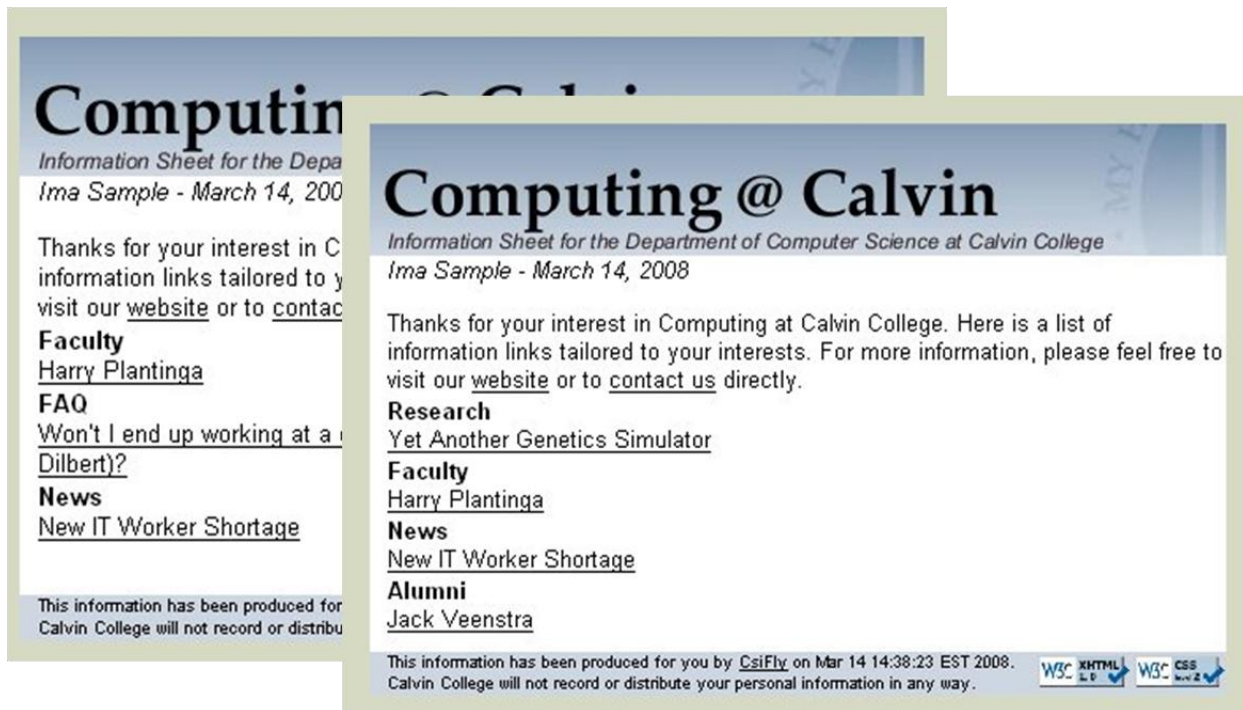 Computin
Information Sheet for the Depa
Ima Sample - March 14, 200
Thanks for your interest in C
information links tailored to y
visit our website or to contac
Faculty
Harry Plantinga
FAQ
Won't I end up working at a
Dilbert)?
News
New IT Worker Shortage
This information has been produced for
Calvin College will not record or distribu
MY E
Computing @ Calvin
Information Sheet for the Department of Computer Science at Calvin College
Ima Sample - March 14, 2008
Thanks for your interest in Computing at Calvin College. Here is a list of
information links tailored to your interests. For more information, please feel free to
visit our website or to contact us directly.
Research
Yet Another Genetics Simulator
Faculty
Harry Plantinga
News
New IT Worker Shortage
Alumni
Jack Veenstra
This information has been produced for you by CsiFly on Mar 14 14:38:23 EST 2008.
Calvin College will not record or distribute your personal information in any way.
W3C XHTML 1.0
W3C CSS level 2